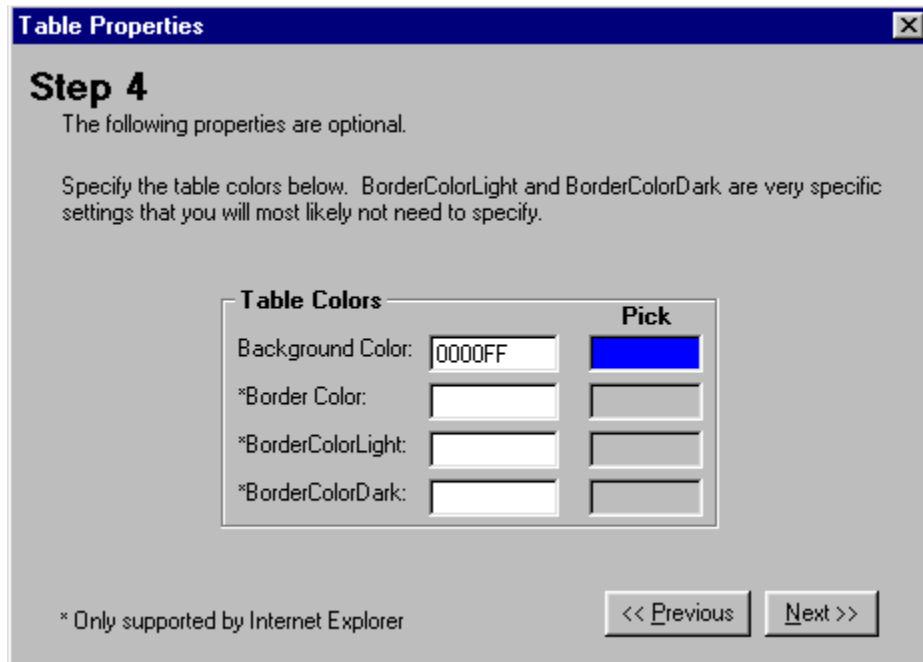 Table Properties
Step 4
The following properties are optional.
Specify the table colors below.  BorderColorLight and BorderColorDark are very specific
settings that you will most likely not need to specify.
Table Colors
Pick
Background Color: 0000FF
*Border Color:
*BorderColorLight:
*BorderColorDark:
* Only supported by Internet Explorer
<< Previous Next >>